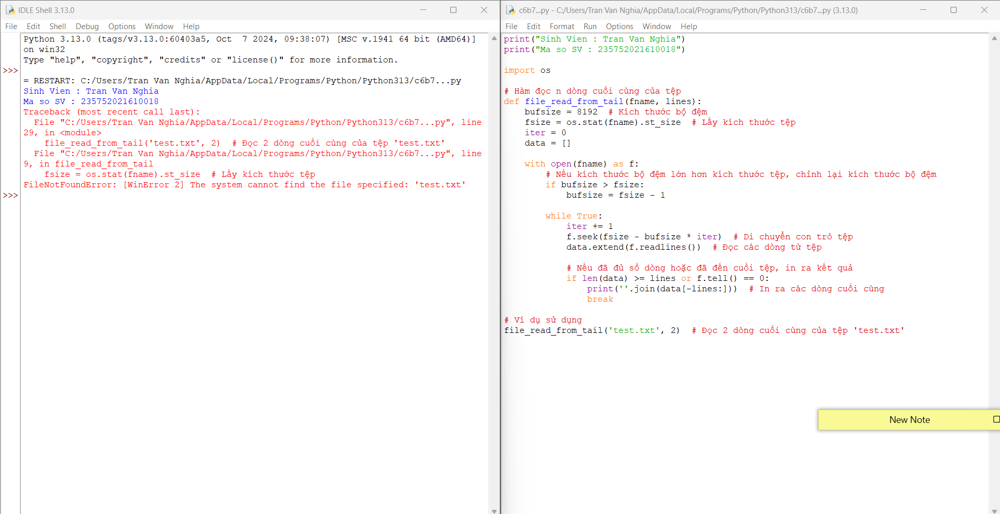 IDLE Shell 3.13.0
File Edit Shell Debug Options Window Help
Python 3.13.0 (tags/v3.13.0:60403a5, Oct  7 2024, 09:38:07) [MSC v.1941 64 bit (AMD64)]
on win32
Type "help", "copyright", "credits" or "license()" for more information.
>>>
= RESTART: C:/Users/Tran Van Nghia/AppData/Local/Programs/Python/Python313/c6b7...py
Sinh Vien : Tran Van Nghia
Ma so SV : 235752021610018
Traceback (most recent call last):
  File "C:/Users/Tran Van Nghia/AppData/Local/Programs/Python/Python313/c6b7...py", line
29, in <module>
    file_read_from_tail('test.txt', 2)  # Đọc 2 dòng cuối cùng của tệp 'test.txt'
  File "C:/Users/Tran Van Nghia/AppData/Local/Programs/Python/Python313/c6b7...py", line
9, in file_read_from_tail
    fsize = os.stat(fname).st_size  # Lấy kích thước tệp
FileNotFoundError: [WinError 2] The system cannot find the file specified: 'test.txt'
>>>
c6b7...py - C:/Users/Tran Van Nghia/AppData/Local/Programs/Python/Python313/c6b7...py (3.13.0)
File Edit Format Run Options Window Help
print("Sinh Vien : Tran Van Nghia")
print("Ma so SV : 235752021610018")
import os
# Hàm đọc n dòng cuối cùng của tệp
def file_read_from_tail(fname, lines):
    bufsize = 8192  # Kích thước bộ đệm
    fsize = os.stat(fname).st_size  # Lấy kích thước tệp
    iter = 0
    data = []
    with open(fname) as f:
        # Nếu kích thước bộ đệm lớn hơn kích thước tệp, chỉnh lại kích thước bộ đệm
        if bufsize > fsize:
            bufsize = fsize - 1
        while True:
            iter += 1
            f.seek(fsize - bufsize * iter)  # Di chuyển con trỏ tệp
            data.extend(f.readlines())  # Đọc các dòng từ tệp
            # Nếu đã đủ số dòng hoặc đã đến cuối tệp, in ra kết quả
            if len(data) >= lines or f.tell() == 0:
                print(''.join(data[-lines:]))  # In ra các dòng cuối cùng
                break
# Ví dụ sử dụng
file_read_from_tail('test.txt', 2)  # Đọc 2 dòng cuối cùng của tệp 'test.txt'
New Note